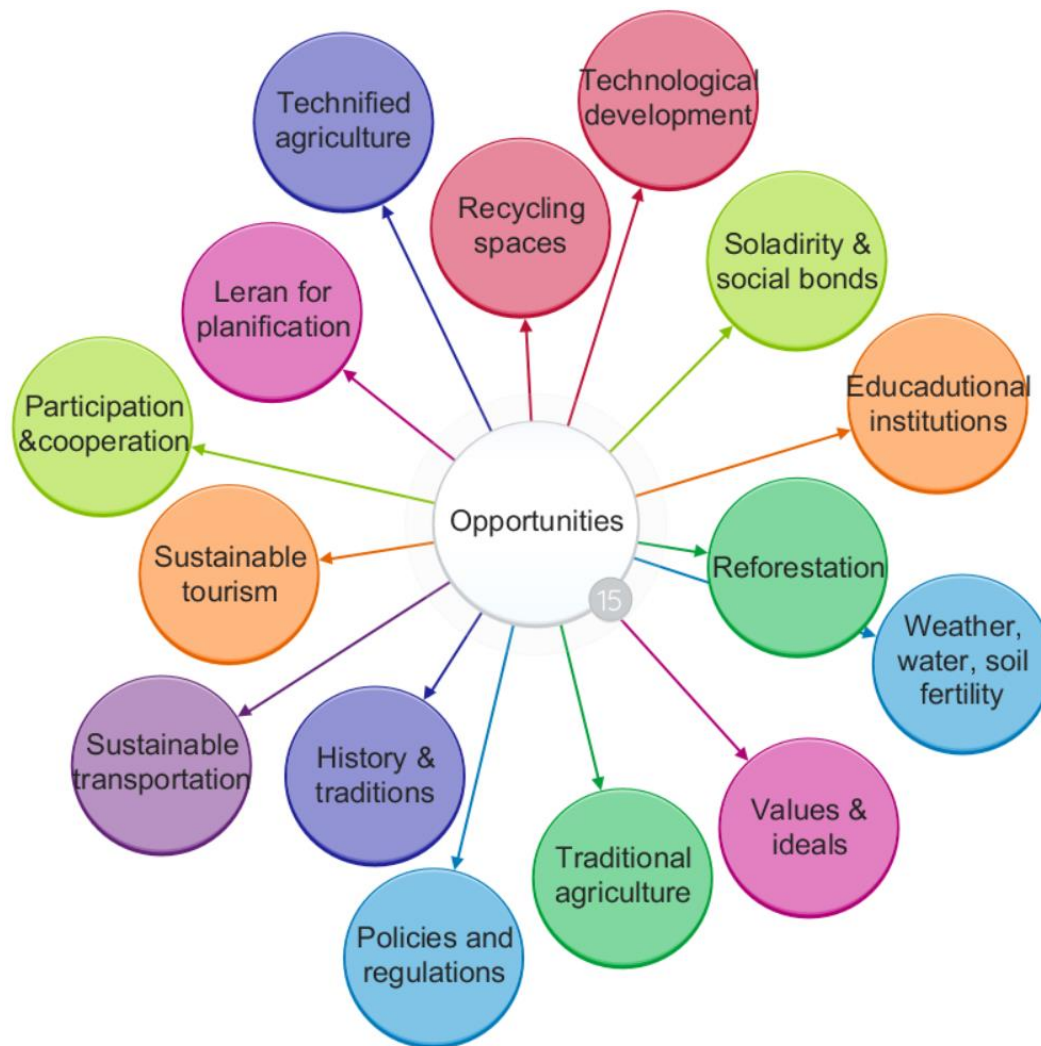 Technological
development
Technified
agriculture
Recycling
spaces
Soladirity &
social bonds
Leran for
planification
Educadutional
institutions
Participation
&cooperation
Opportunities
15
Sustainable
tourism
Reforestation
Weather,
water, soil
fertility
Sustainable
transportation
History &
traditions
Values &
ideals
Traditional
agriculture
Policies and
regulations